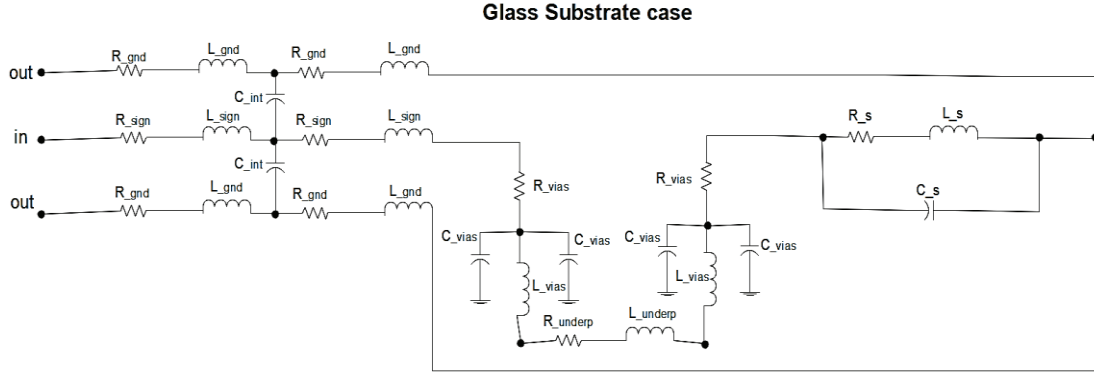 Glass Substrate case
out R_gnd L_gnd R_gnd L_gnd
C_int
in R_sign L_sign R_sign L_sign R_s L_s
C_int R_vias R_vias C_s
out R_gnd L_gnd R_gnd L_gnd
C_vias C_vias C_vias C_vias
L_vias L_vias
R_underp L_underp